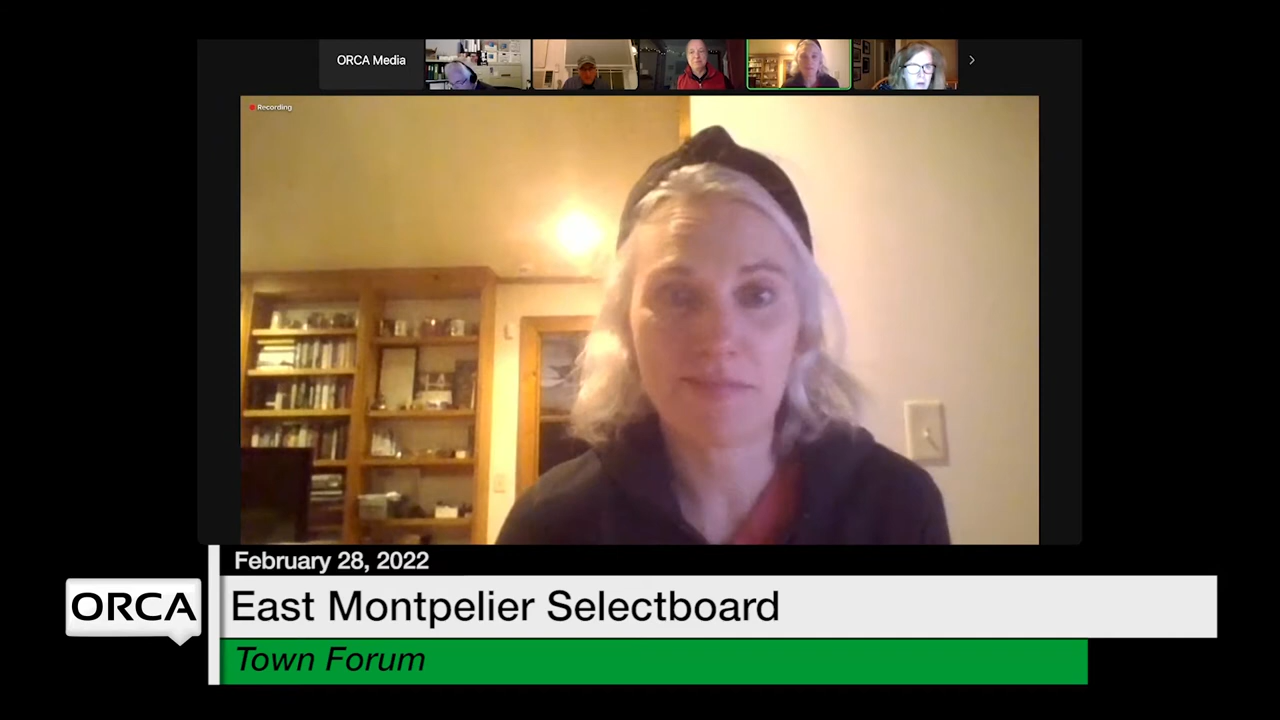 ORCA Media
Recording
February 28, 2022
ORCA
East Montpelier Selectboard
Town Forum